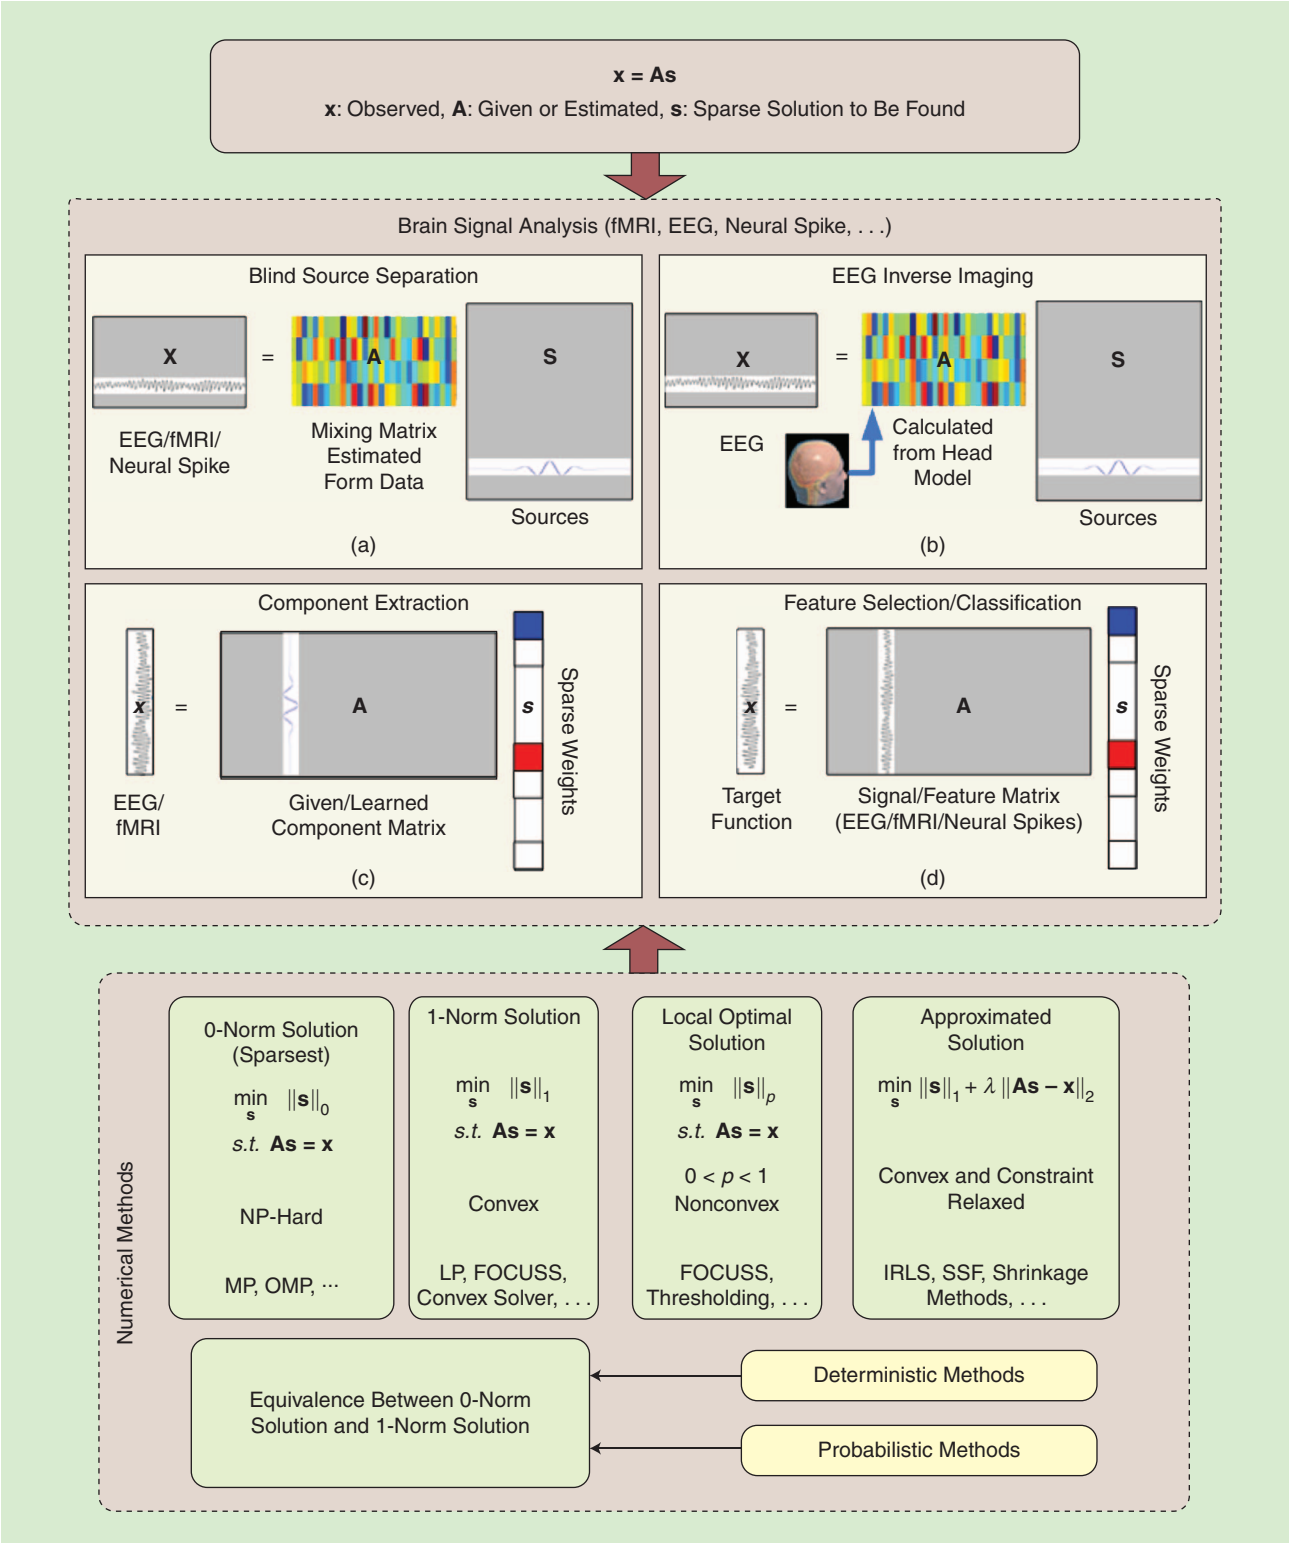 x = As
x: Observed, A: Given or Estimated, s: Sparse Solution to Be Found
Brain Signal Analysis (fMRI, EEG, Neural Spike, . . .)
Blind Source Separation
X
=
A
S
EEG/fMRI/
Neural Spike
Mixing Matrix
Estimated
Form Data
Sources
(a)
EEG Inverse Imaging
X
=
A
S
EEG
Calculated
from Head
Model
Sources
(b)
Component Extraction
x
=
A
s
Sparse Weights
EEG/
fMRI
Given/Learned
Component Matrix
(c)
Feature Selection/Classification
x
=
A
s
Sparse Weights
Target
Function
Signal/Feature Matrix
(EEG/fMRI/Neural Spikes)
(d)
Numerical Methods
0-Norm Solution
(Sparsest)
min ‖s‖0
s
s.t. As = x
NP-Hard
MP, OMP, ···
1-Norm Solution
min ‖s‖1
s
s.t. As = x
Convex
LP, FOCUSS,
Convex Solver, . . .
Local Optimal
Solution
min ‖s‖p
s
s.t. As = x
0 < p < 1
Nonconvex
FOCUSS,
Thresholding, . . .
Approximated
Solution
min ‖s‖1 + λ ‖As – x‖2
s
Convex and Constraint
Relaxed
IRLS, SSF, Shrinkage
Methods, . . .
Equivalence Between 0-Norm
Solution and 1-Norm Solution
Deterministic Methods
Probabilistic Methods